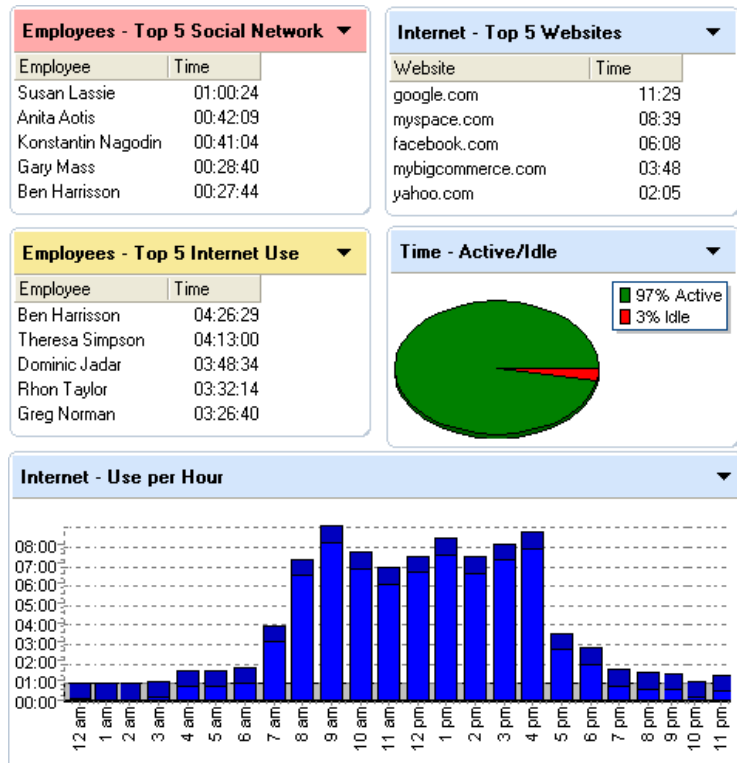 Employees - Top 5 Social Network
Employee Time
Susan Lassie 01:00:24
Anita Aotis 00:42:09
Konstantin Nagodin 00:41:04
Gary Mass 00:28:40
Ben Harrisson 00:27:44
Internet - Top 5 Websites
Website Time
google.com 11:29
myspace.com 08:39
facebook.com 06:08
mybigcommerce.com 03:48
yahoo.com 02:05
Employees - Top 5 Internet Use
Employee Time
Ben Harrisson 04:26:29
Theresa Simpson 04:13:00
Dominic Jadar 03:48:34
Rhon Taylor 03:32:14
Greg Norman 03:26:40
Time - Active/Idle
97% Active
3% Idle
Internet - Use per Hour
08:00
07:00
06:00
05:00
04:00
03:00
02:00
01:00
00:00
12 am 1 am 2 am 3 am 4 am 5 am 6 am 7 am 8 am 9 am 10 am 11 am 12 pm 1 pm 2 pm 3 pm 4 pm 5 pm 6 pm 7 pm 8 pm 9 pm 10 pm 11 pm